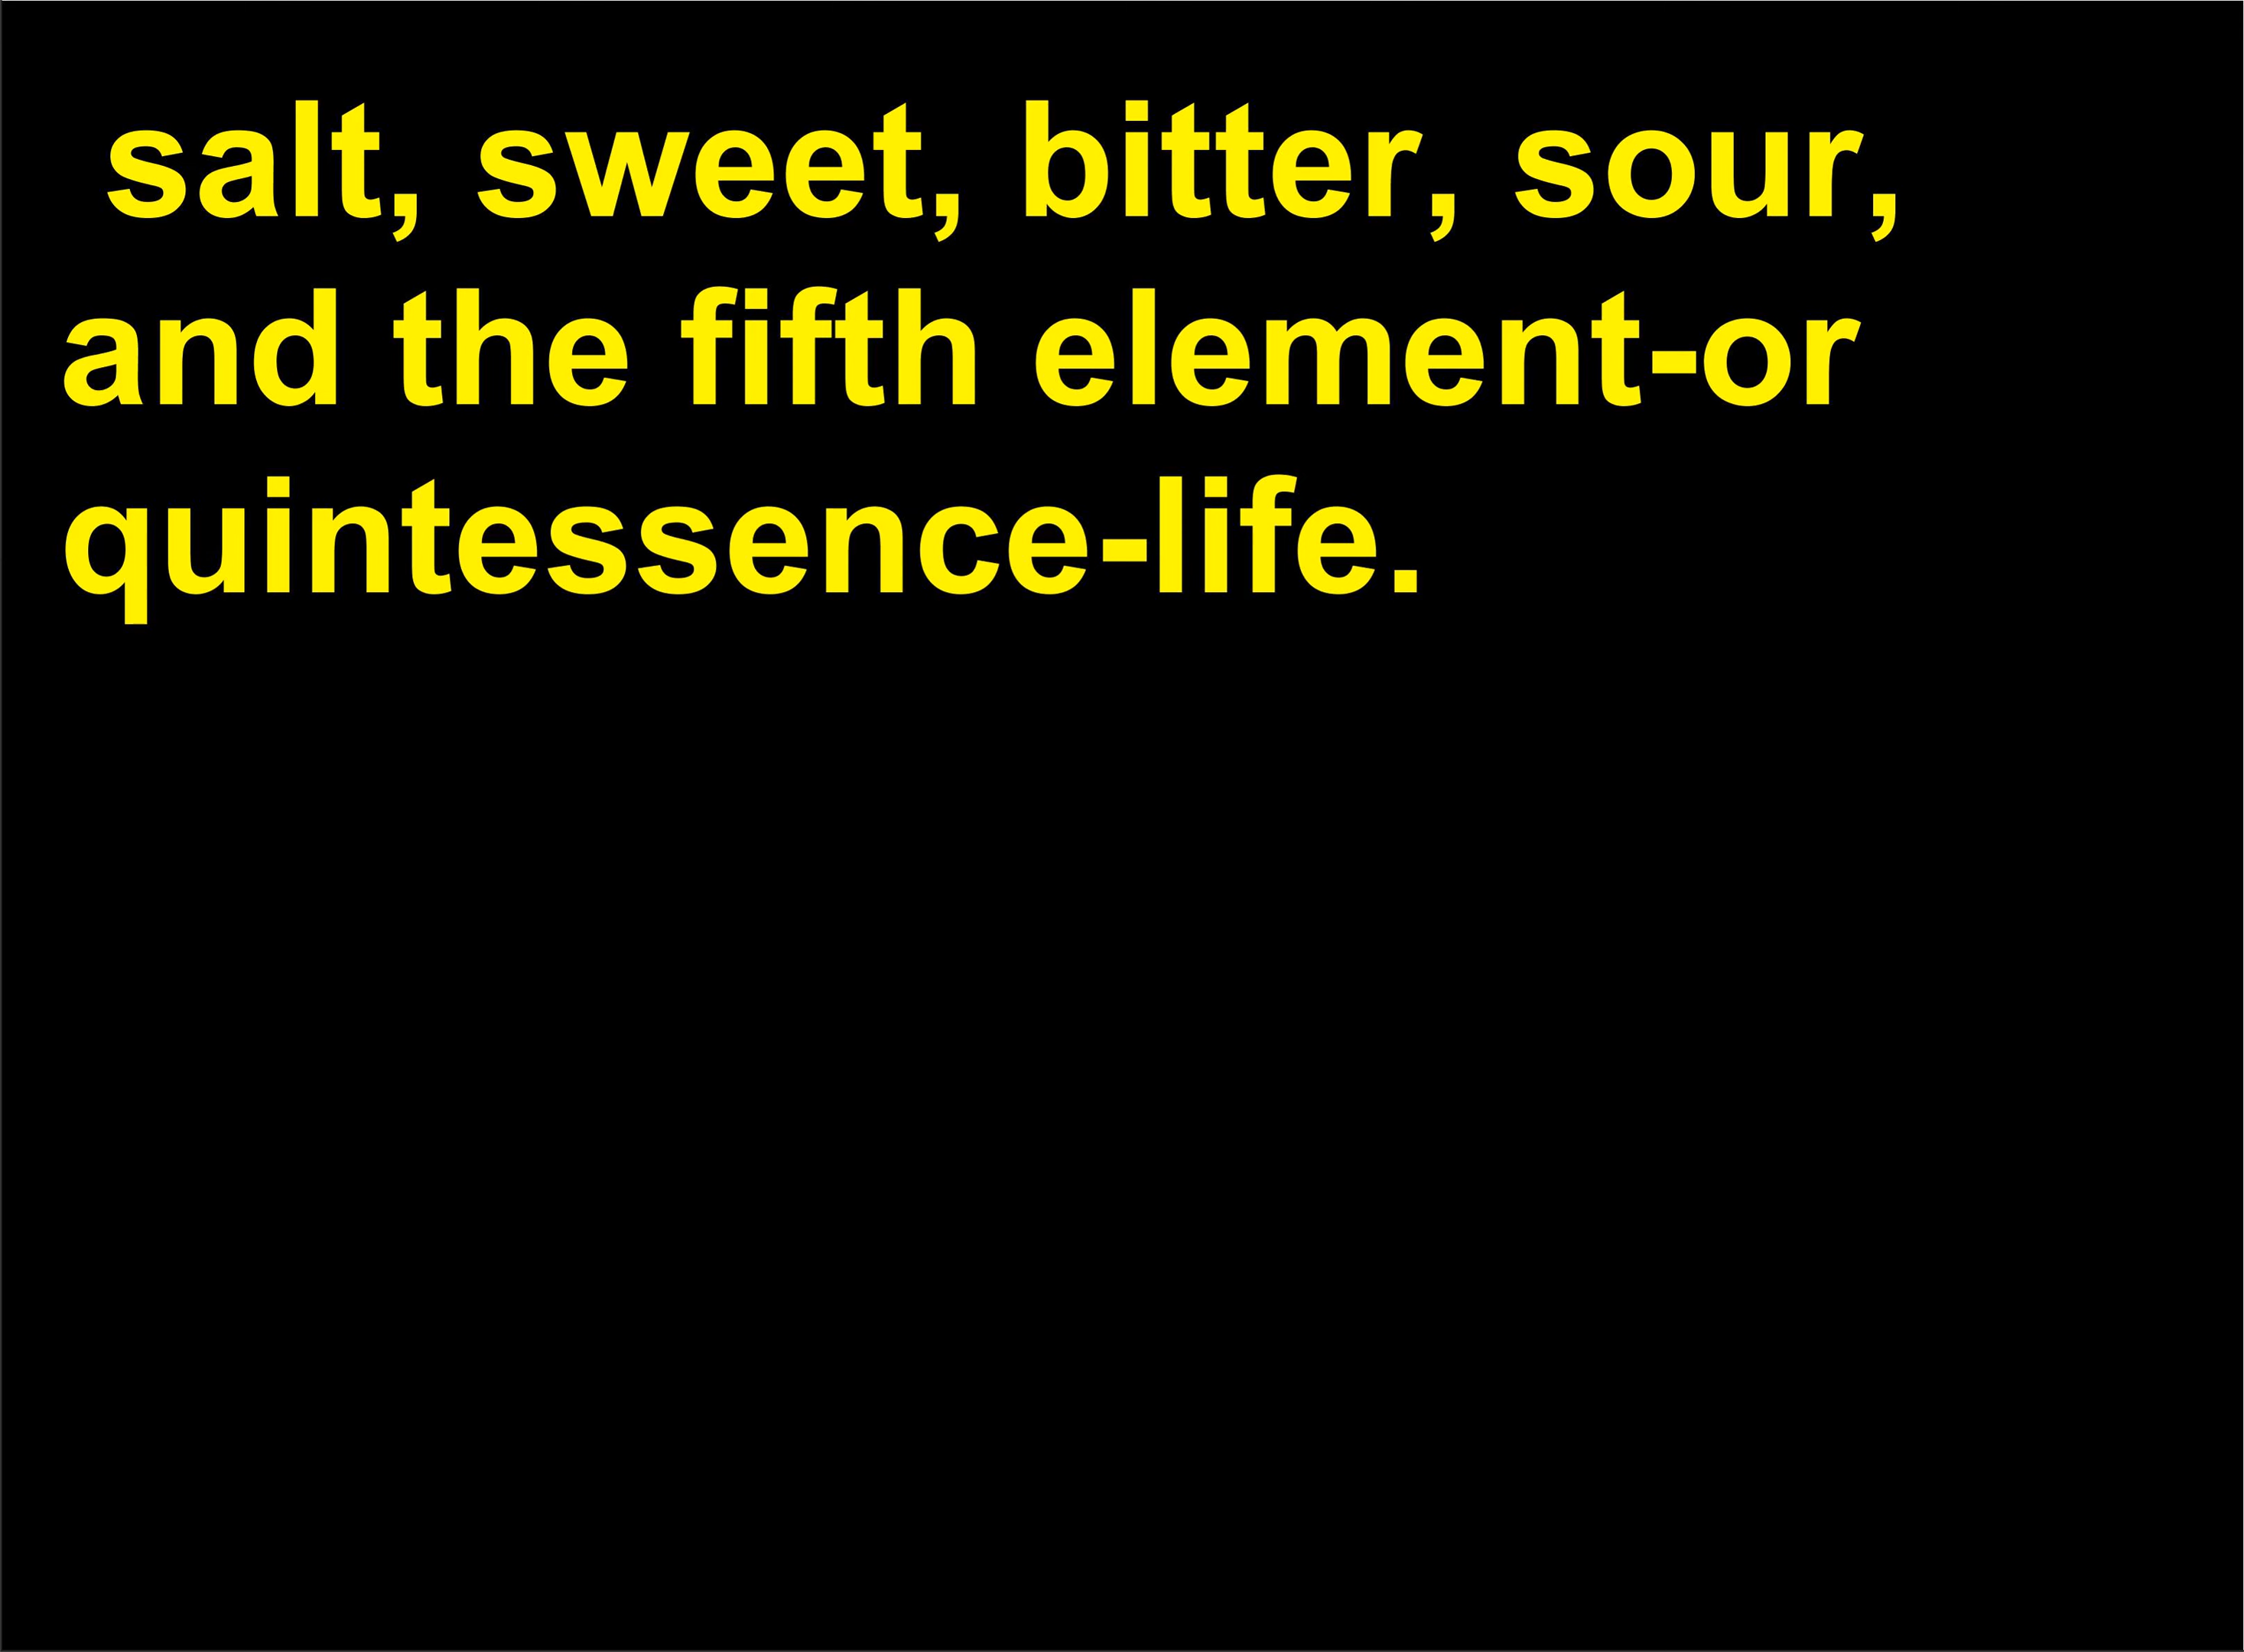 salt, sweet, bitter, sour,
and the fifth element-or
quintessence-life.